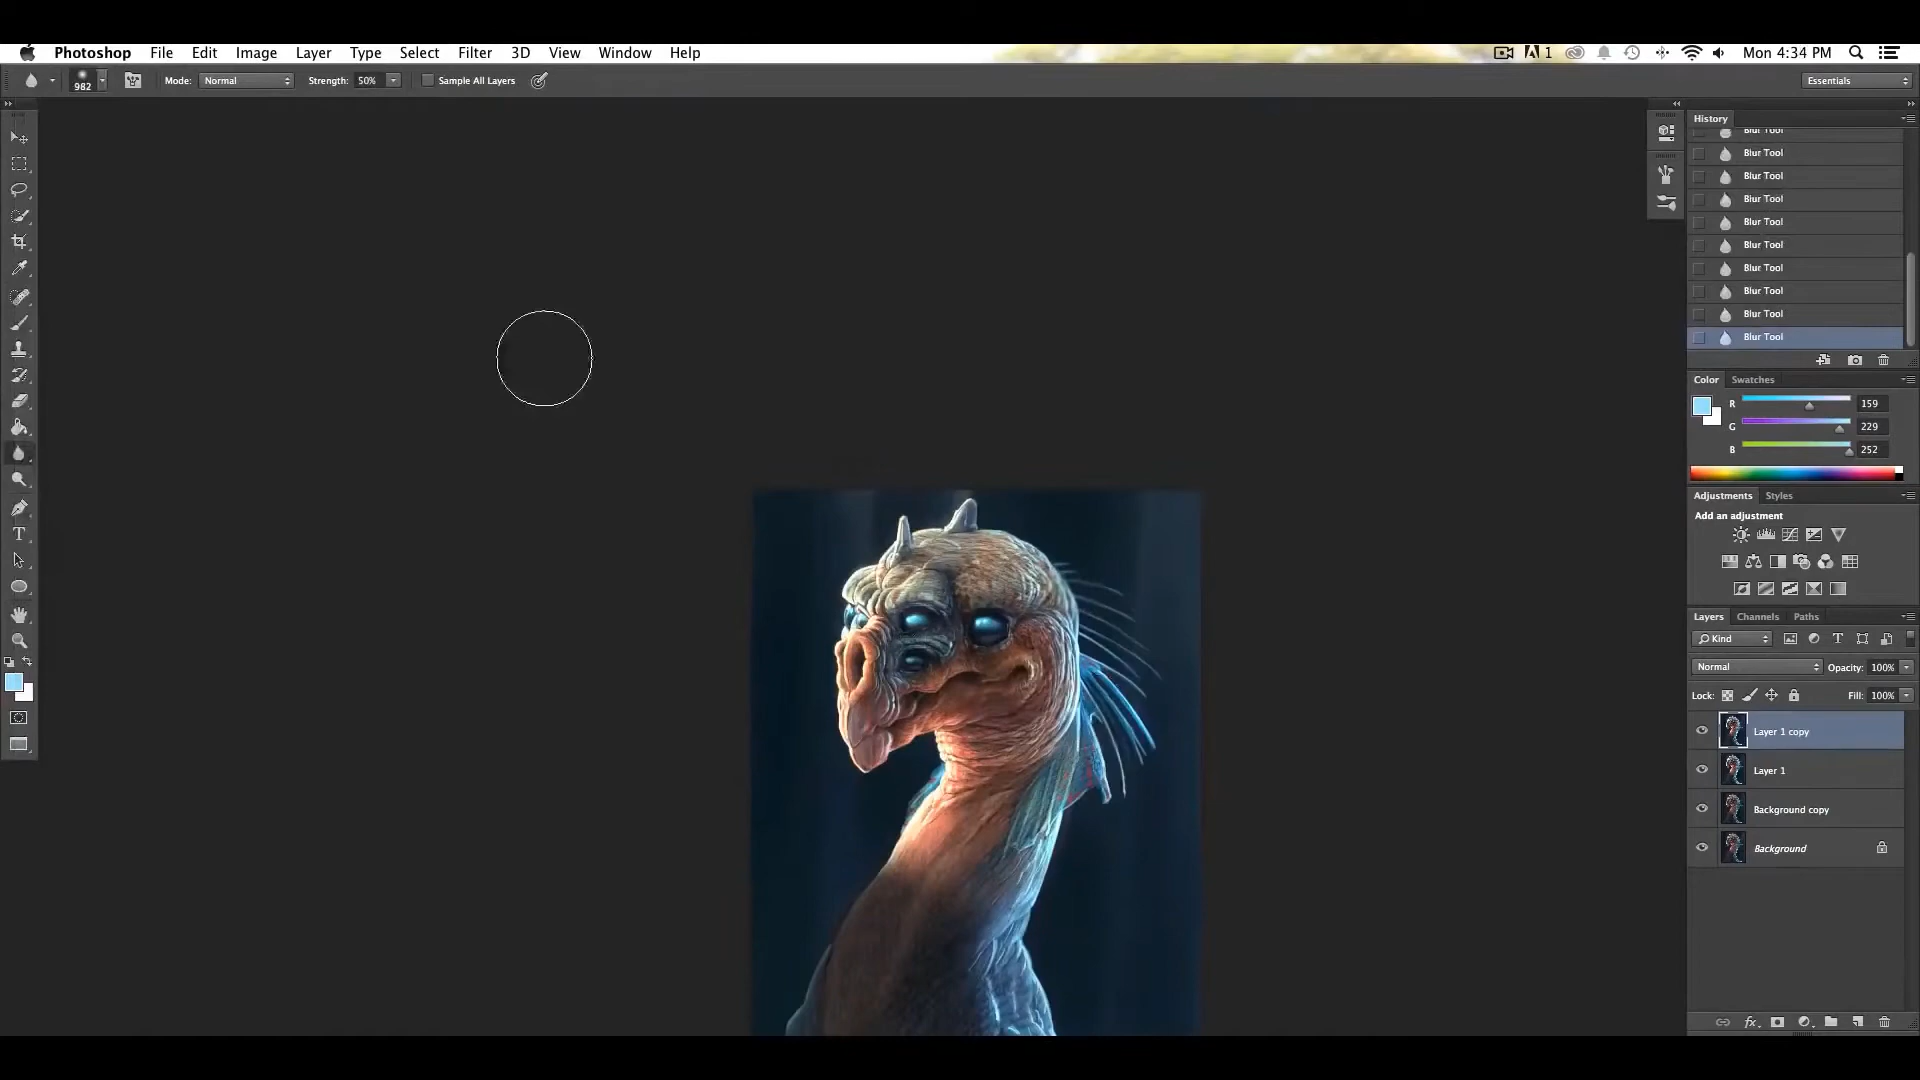 Photoshop File Edit Image Layer Type Select Filter 3D View Window Help 1 Mon 4:34 PM
982 Mode: Normal Strength: 50% Sample All Layers Essentials
History
Blur Tool
Blur Tool
Blur Tool
Blur Tool
Blur Tool
Blur Tool
Blur Tool
Blur Tool
Blur Tool
Blur Tool
Color Swatches
R 159
G 229
B 252
Adjustments Styles
Add an adjustment
Layers Channels Paths
Kind
Normal Opacity: 100%
Lock: Fill: 100%
Layer 1 copy
Layer 1
Background copy
Background